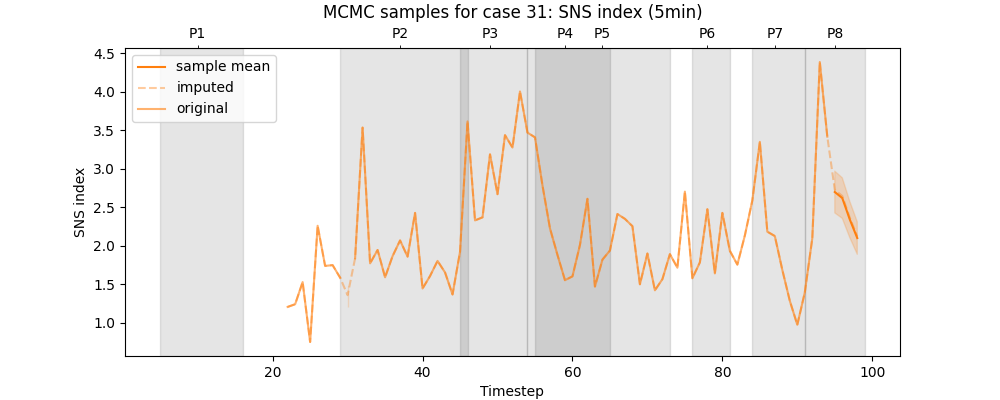 MCMC samples for case 31: SNS index (5min)
P1 P2 P3 P4 P5 P6 P7 P8
sample mean
imputed
original
4.5
4.0
3.5
3.0
2.5
2.0
1.5
1.0
SNS index
20 40 60 80 100
Timestep